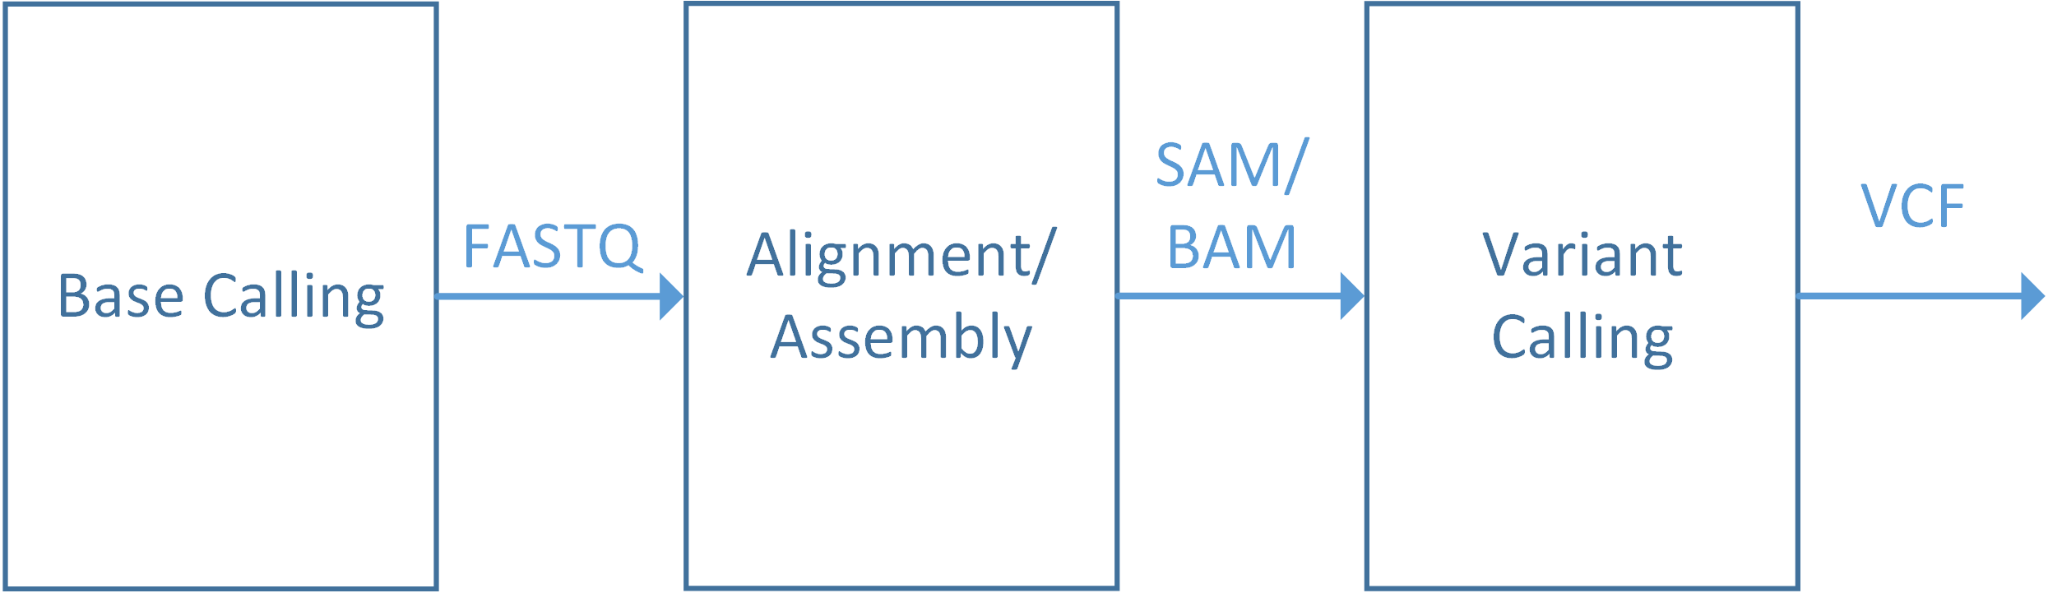 Base Calling
FASTQ
Alignment/
Assembly
SAM/
BAM
Variant
Calling
VCF